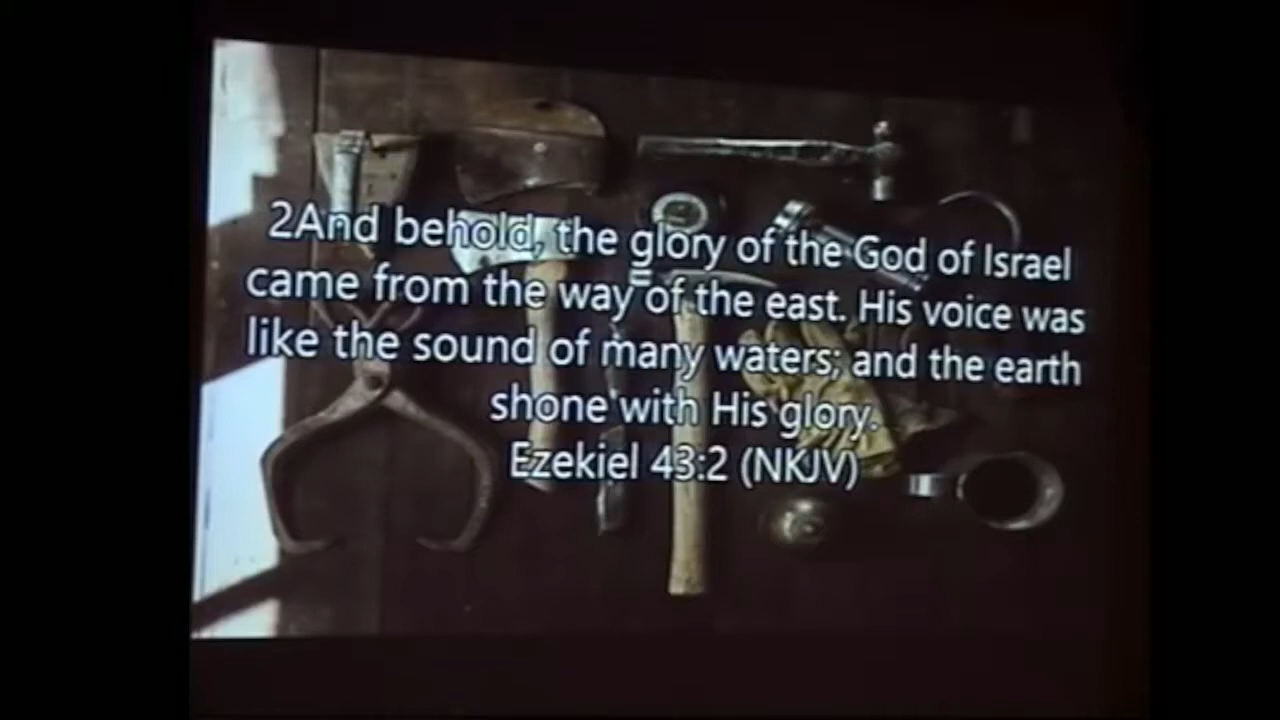 2And behold, the glory of the God of Israel
came from the way of the east. His voice was
like the sound of many waters; and the earth
shone with His glory.
Ezekiel 43:2 (NKJV)